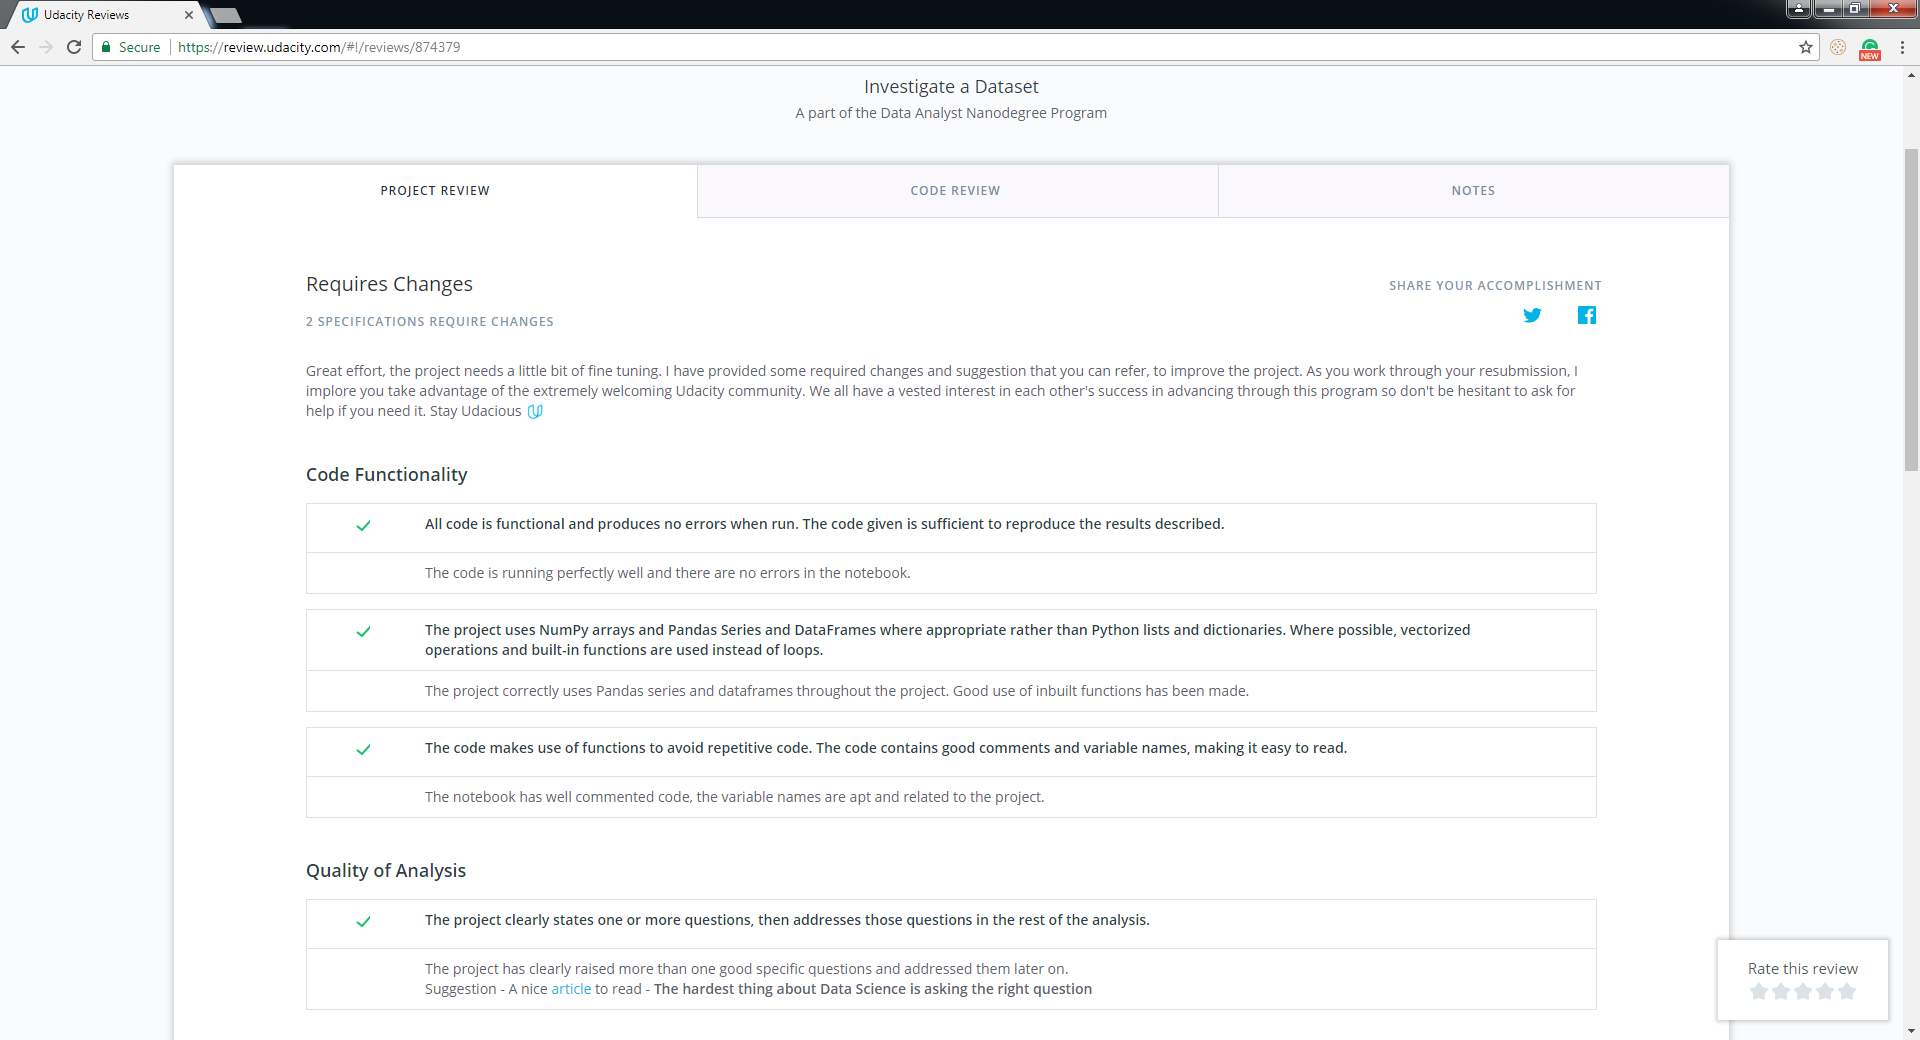 Udacity Reviews
Secure https://review.udacity.com/#!/reviews/874379
NEW
Investigate a Dataset
A part of the Data Analyst Nanodegree Program
PROJECT REVIEW
CODE REVIEW
NOTES
Requires Changes
SHARE YOUR ACCOMPLISHMENT
2 SPECIFICATIONS REQUIRE CHANGES
Great effort, the project needs a little bit of fine tuning. I have provided some required changes and suggestion that you can refer, to improve the project. As you work through your resubmission, I
implore you take advantage of the extremely welcoming Udacity community. We all have a vested interest in each other's success in advancing through this program so don't be hesitant to ask for
help if you need it. Stay Udacious
Code Functionality
All code is functional and produces no errors when run. The code given is sufficient to reproduce the results described.
The code is running perfectly well and there are no errors in the notebook.
The project uses NumPy arrays and Pandas Series and DataFrames where appropriate rather than Python lists and dictionaries. Where possible, vectorized
operations and built-in functions are used instead of loops.
The project correctly uses Pandas series and dataframes throughout the project. Good use of inbuilt functions has been made.
The code makes use of functions to avoid repetitive code. The code contains good comments and variable names, making it easy to read.
The notebook has well commented code, the variable names are apt and related to the project.
Quality of Analysis
The project clearly states one or more questions, then addresses those questions in the rest of the analysis.
The project has clearly raised more than one good specific questions and addressed them later on.
Suggestion - A nice article to read - The hardest thing about Data Science is asking the right question
Rate this review